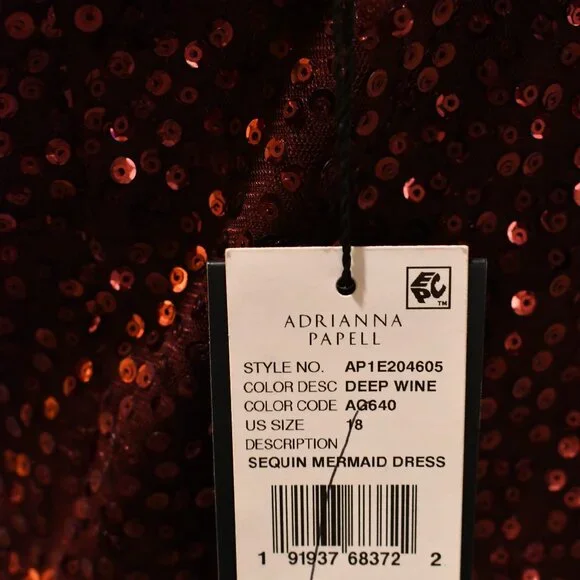 EPC TM
ADRIANNA
PAPELL
STYLE NO. AP1E204605
COLOR DESC DEEP WINE
COLOR CODE AG640
US SIZE 18
DESCRIPTION
SEQUIN MERMAID DRESS
1 91937 68372 2